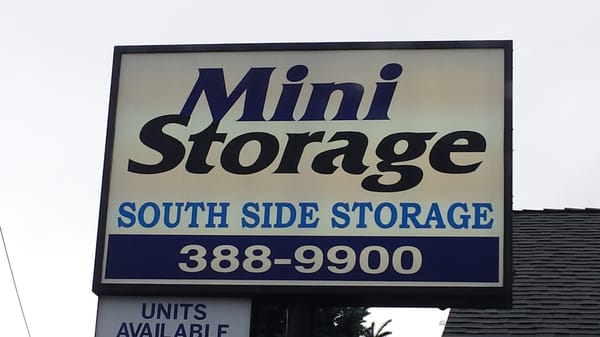 Mini
Storage
SOUTH SIDE STORAGE
388-9900
UNITS
AVAILABLE